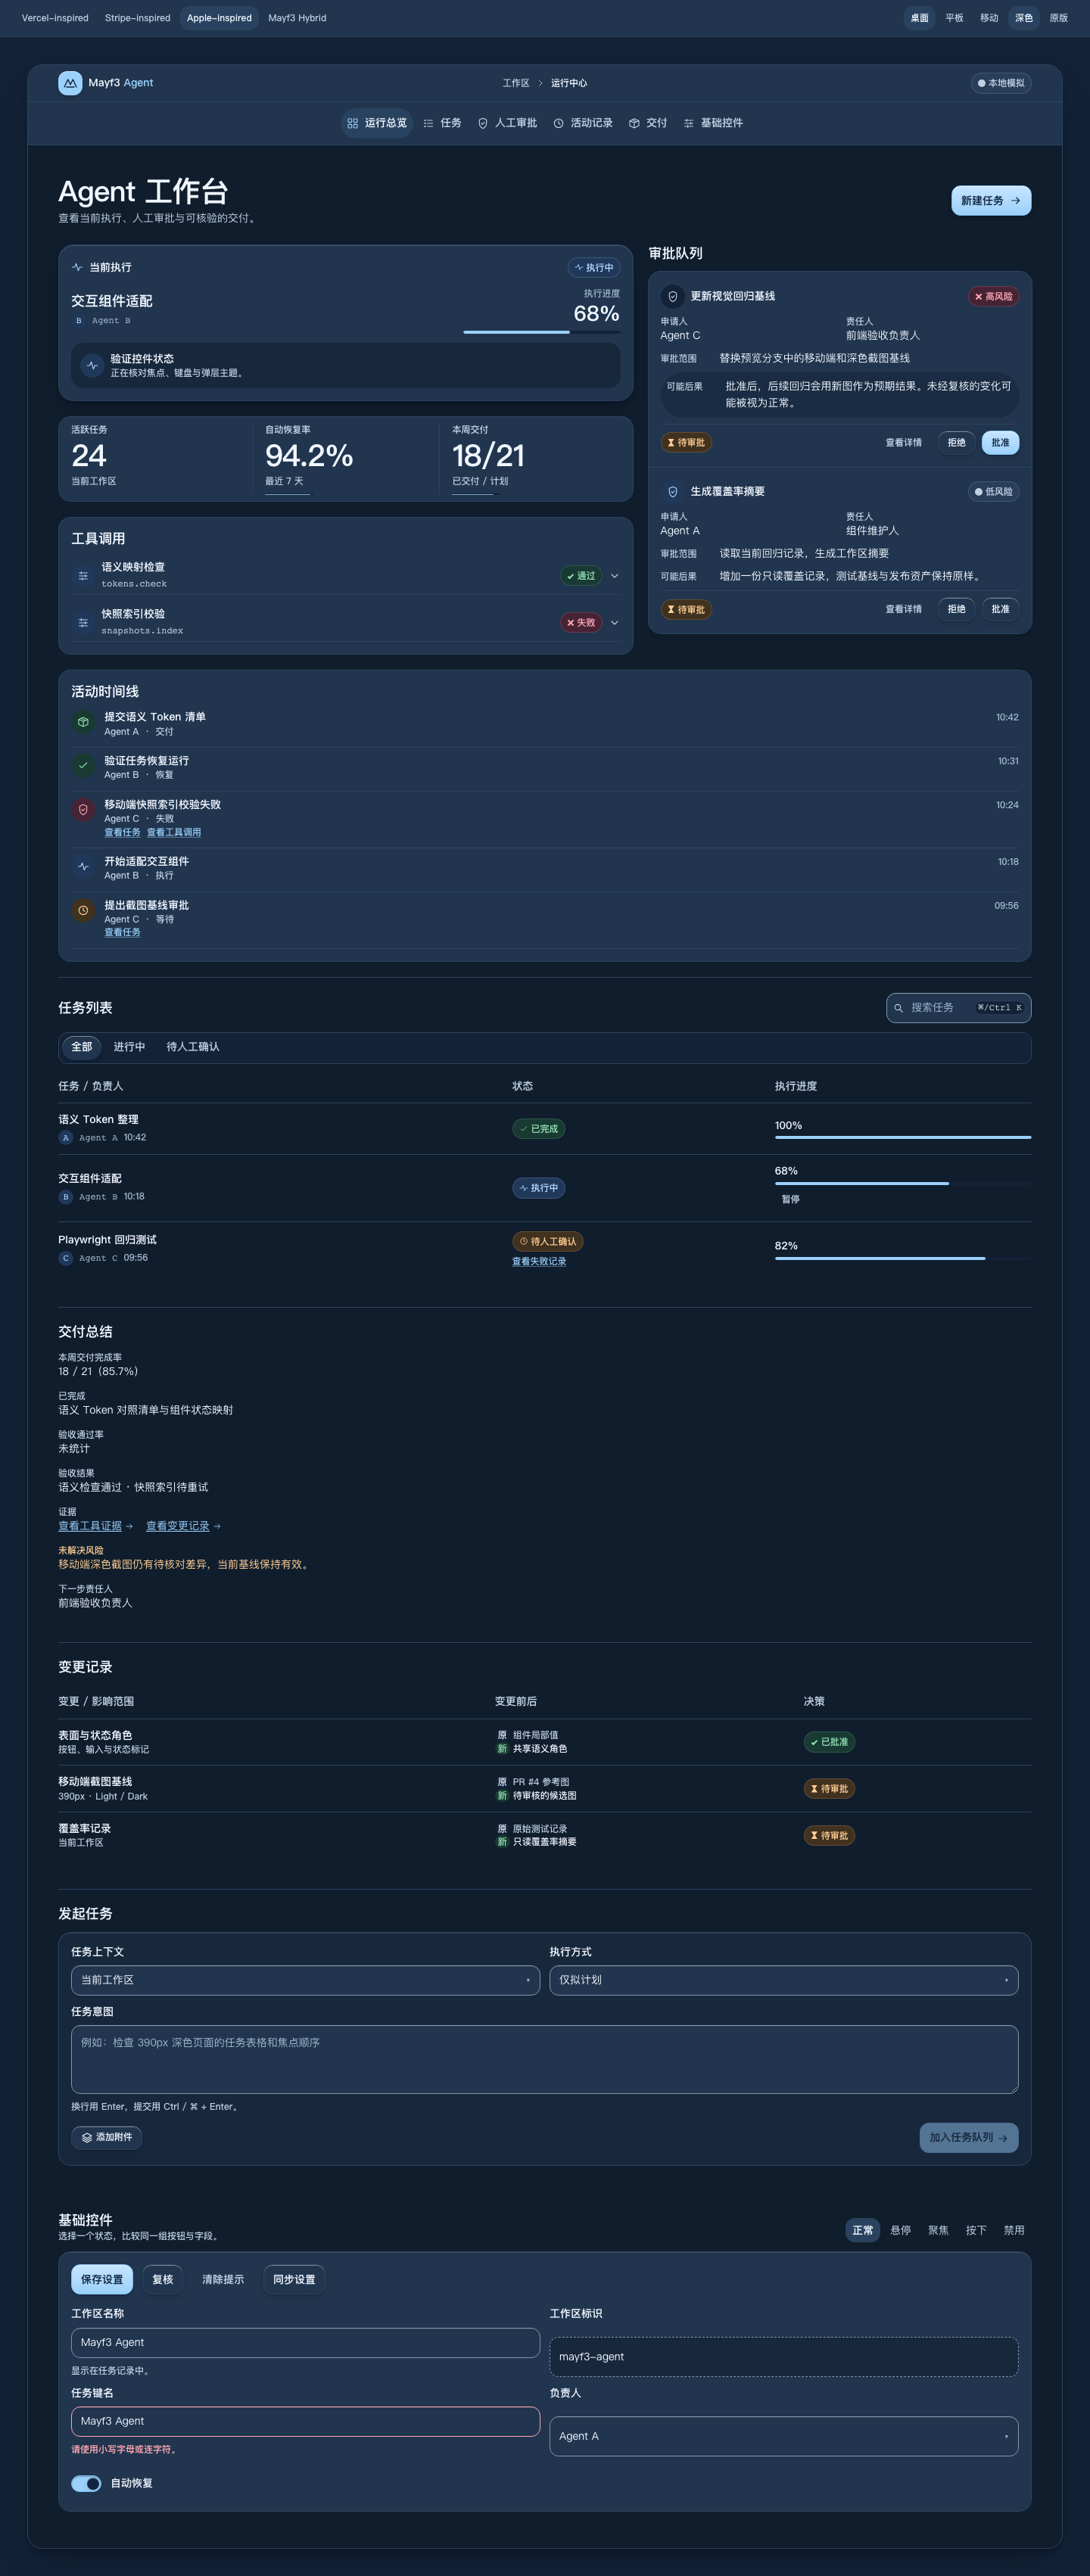 Vercel-inspired Stripe-inspired Apple-inspired Mayf3 Hybrid 桌面 平板 移动 深色 原版
Mayf3 Agent 工作区 > 运行中心 本地模拟
运行总览 任务 人工审批 活动记录 交付 基础控件
Agent 工作台
查看当前执行、人工审批与可核验的交付。
新建任务 →
当前执行 执行中
交互组件适配
B Agent B
执行进度
68%
验证控件状态
正在核对焦点、键盘与弹层主题。
活跃任务
24
当前工作区
自动恢复率
94.2%
最近 7 天
本周交付
18/21
已交付 / 计划
工具调用
语义映射检查
tokens.check
通过
快照索引校验
snapshots.index
失败
审批队列
更新视觉回归基线 高风险
申请人 责任人
Agent C 前端验收负责人
审批范围 替换预览分支中的移动端和深色截图基线
可能后果 批准后，后续回归会用新图作为预期结果。未经复核的变化可
能被视为正常。
待审批 查看详情 拒绝 批准
生成覆盖率摘要 低风险
申请人 责任人
Agent A 组件维护人
审批范围 读取当前回归记录，生成工作区摘要
可能后果 增加一份只读覆盖记录，测试基线与发布资产保持原样。
待审批 查看详情 拒绝 批准
活动时间线
提交语义 Token 清单 10:42
Agent A · 交付
验证任务恢复运行 10:31
Agent B · 恢复
移动端快照索引校验失败 10:24
Agent C · 失败
查看任务 查看工具调用
开始适配交互组件 10:18
Agent B · 执行
提出截图基线审批 09:56
Agent C · 等待
查看任务
任务列表 搜索任务 ⌘/Ctrl K
全部 进行中 待人工确认
任务 / 负责人 状态 执行进度
语义 Token 整理
A Agent A 10:42
已完成
100%
交互组件适配
B Agent B 10:18
执行中
68%
暂停
Playwright 回归测试
C Agent C 09:56
待人工确认
查看失败记录
82%
交付总结
本周交付完成率
18 / 21（85.7%）
已完成
语义 Token 对照清单与组件状态映射
验收通过率
未统计
验收结果
语义检查通过 · 快照索引待重试
证据
查看工具证据 → 查看变更记录 →
未解决风险
移动端深色截图仍有待核对差异，当前基线保持有效。
下一步责任人
前端验收负责人
变更记录
变更 / 影响范围 变更前后 决策
表面与状态角色
按钮、输入与状态标记
原 组件局部值
新 共享语义角色
已批准
移动端截图基线
390px · Light / Dark
原 PR #4 参考图
新 待审核的候选图
待审批
覆盖率记录
当前工作区
原 原始测试记录
新 只读覆盖率摘要
待审批
发起任务
任务上下文 执行方式
当前工作区 仅拟计划
任务意图
例如：检查 390px 深色页面的任务表格和焦点顺序
换行用 Enter，提交用 Ctrl / ⌘ + Enter。
添加附件 加入任务队列 →
基础控件
选择一个状态，比较同一组按钮与字段。
正常 悬停 聚焦 按下 禁用
保存设置 复核 清除提示 同步设置
工作区名称 工作区标识
Mayf3 Agent mayf3-agent
显示在任务记录中。
任务键名 负责人
Mayf3 Agent Agent A
请使用小写字母或连字符。
自动恢复